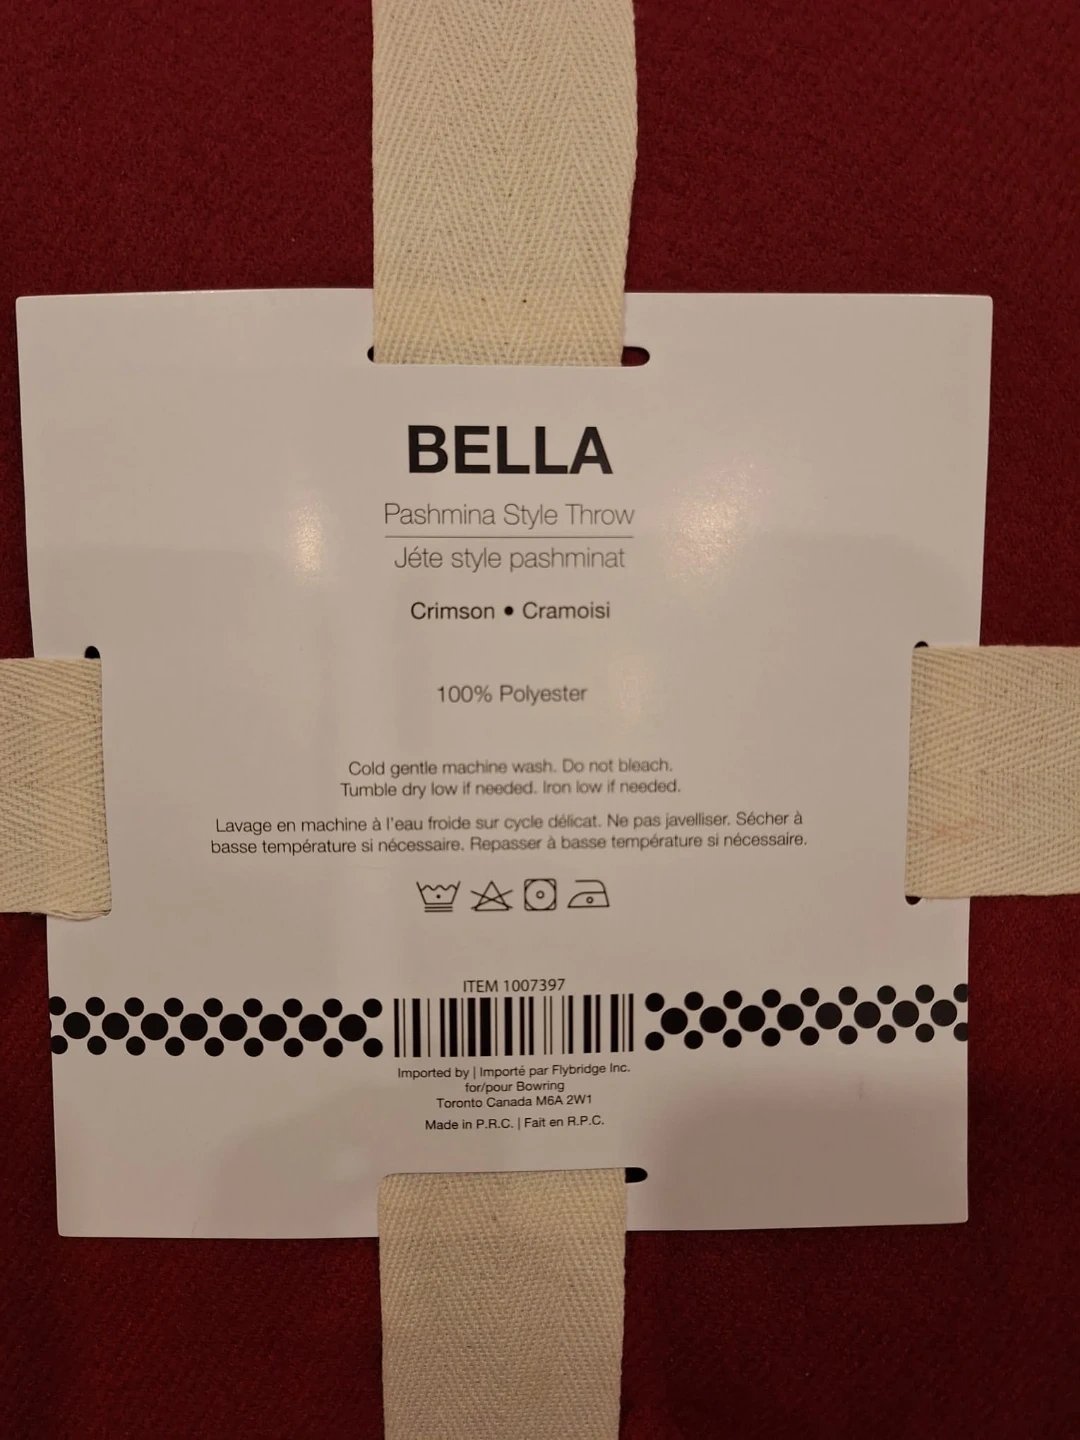 BELLA
Pashmina Style Throw
Jéte style pashminat
Crimson • Cramoisi
100% Polyester
Cold gentle machine wash. Do not bleach.
Tumble dry low if needed. Iron low if needed.
Lavage en machine à l'eau froide sur cycle délicat. Ne pas javelliser. Sécher à
basse température si nécessaire. Repasser à basse température si nécessaire.
ITEM 1007397
Imported by | Importé par Flybridge Inc.
for/pour Bowring
Toronto Canada M6A 2W1
Made in P.R.C. | Fait en R.P.C.